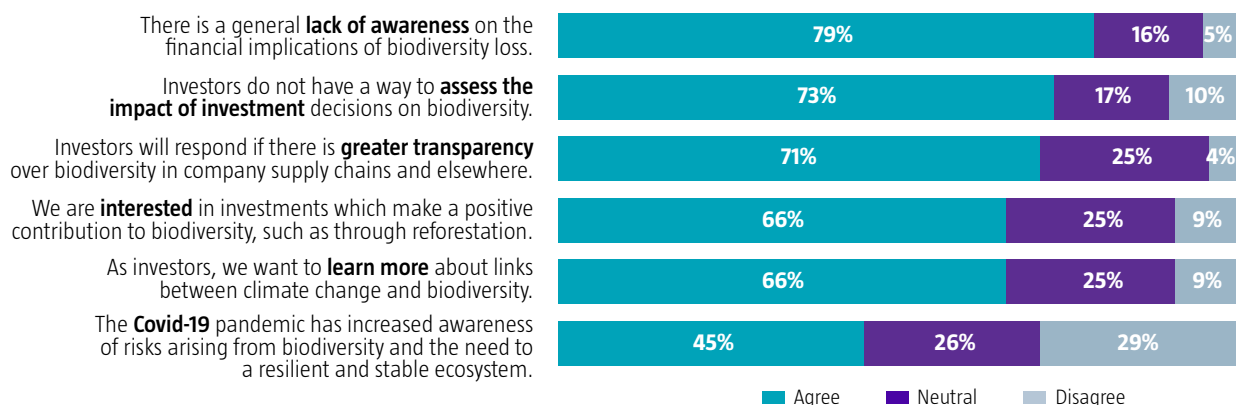 There is a general lack of awareness on the
financial implications of biodiversity loss.
79% 16% 5%
Investors do not have a way to assess the
impact of investment decisions on biodiversity.
73% 17% 10%
Investors will respond if there is greater transparency
over biodiversity in company supply chains and elsewhere.
71% 25% 4%
We are interested in investments which make a positive
contribution to biodiversity, such as through reforestation.
66% 25% 9%
As investors, we want to learn more about links
between climate change and biodiversity.
66% 25% 9%
The Covid-19 pandemic has increased awareness
of risks arising from biodiversity and the need to
a resilient and stable ecosystem.
45% 26% 29%
Agree Neutral Disagree